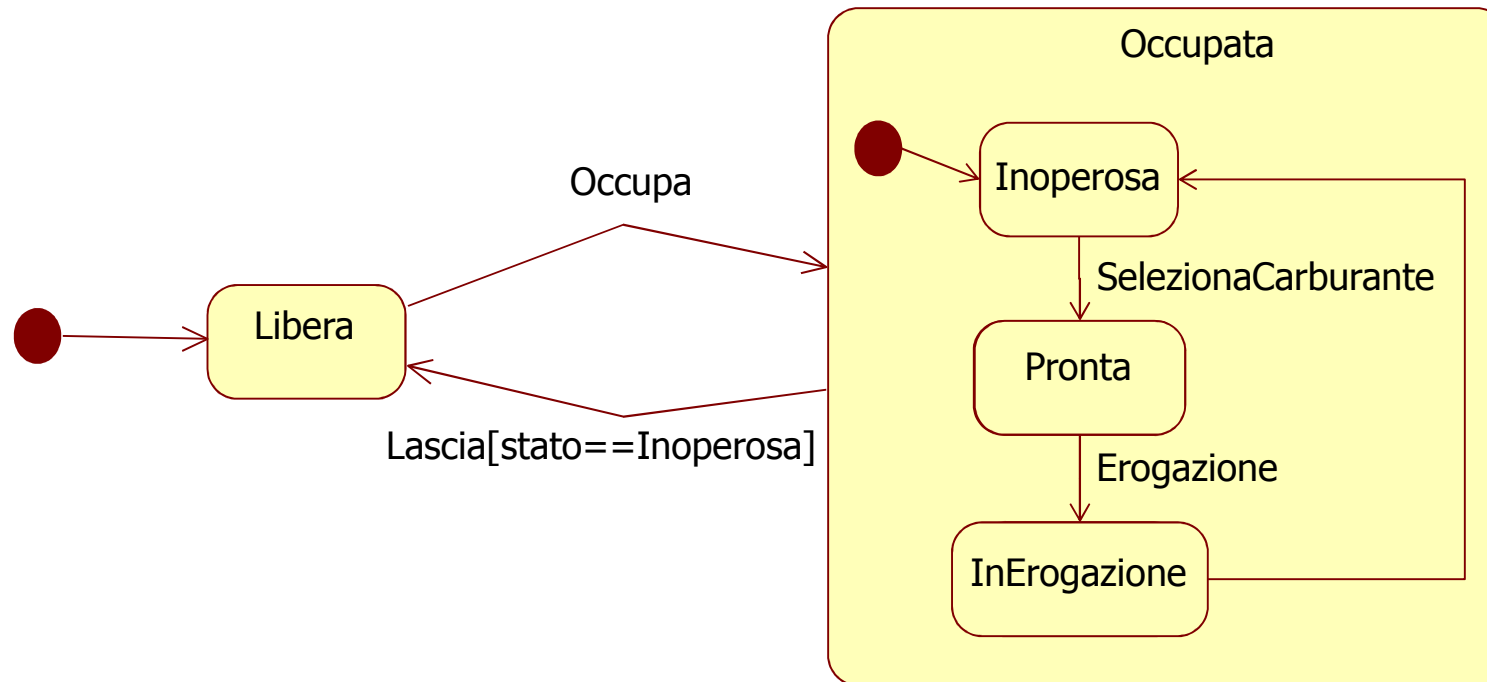 Occupata
Inoperosa
Occupa
SelezionaCarburante
Libera
Pronta
Lascia[stato==Inoperosa]
Erogazione
InErogazione